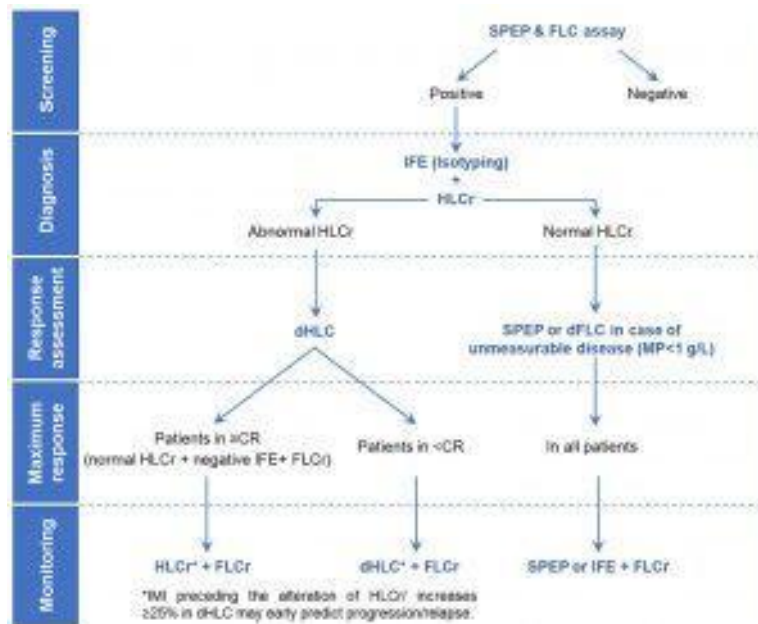 Screening
SPEP & FLC assay
Positive
Negative
Diagnosis
IFE (Isotyping)
+
HLCr
Abnormal HLCr
Normal HLCr
Response
assessment
dHLC
SPEP or dFLC in case of
unmeasurable disease (MP<1 g/L)
Maximum
response
Patients in ≥CR
(normal HLCr + negative IFE+ FLCr)
Patients in <CR
In all patients
Monitoring
HLCr* + FLCr
dHLC* + FLCr
SPEP or IFE + FLCr
preceding the alteration of HLCr/ increases
≥25% in dHLC may early predict progression/relapse.